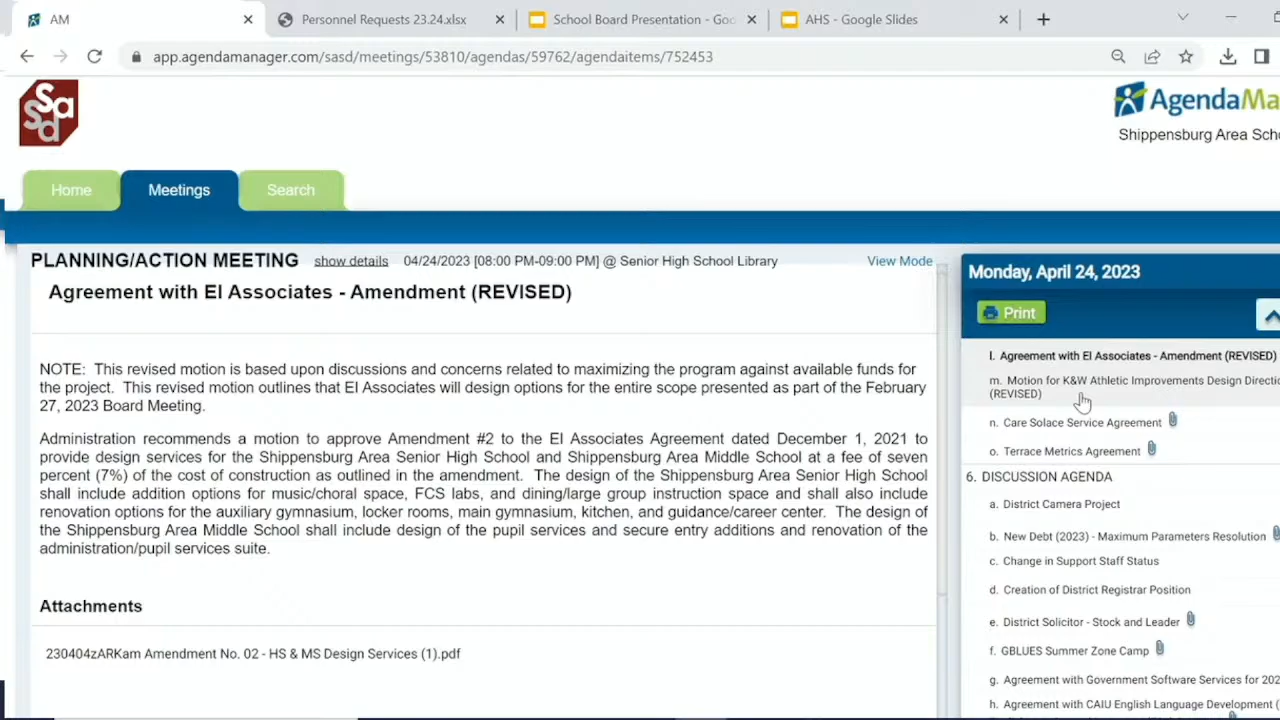 AM
Personnel Requests 23.24.xlsx
School Board Presentation - Goo
AHS - Google Slides
app.agendamanager.com/sasd/meetings/53810/agendas/59762/agendaitems/752453
Sa
Sd
AgendaMa
Shippensburg Area Scho
Home
Meetings
Search
PLANNING/ACTION MEETING show details 04/24/2023 [08:00 PM-09:00 PM] @ Senior High School Library View Mode
Agreement with EI Associates - Amendment (REVISED)
NOTE: This revised motion is based upon discussions and concerns related to maximizing the program against available funds for
the project. This revised motion outlines that EI Associates will design options for the entire scope presented as part of the February
27, 2023 Board Meeting.
Administration recommends a motion to approve Amendment #2 to the EI Associates Agreement dated December 1, 2021 to
provide design services for the Shippensburg Area Senior High School and Shippensburg Area Middle School at a fee of seven
percent (7%) of the cost of construction as outlined in the amendment. The design of the Shippensburg Area Senior High School
shall include addition options for music/choral space, FCS labs, and dining/large group instruction space and shall also include
renovation options for the auxiliary gymnasium, locker rooms, main gymnasium, kitchen, and guidance/career center. The design of
the Shippensburg Area Middle School shall include design of the pupil services and secure entry additions and renovation of the
administration/pupil services suite.
Attachments
230404zARKam Amendment No. 02 - HS & MS Design Services (1).pdf
Monday, April 24, 2023
Print
l. Agreement with EI Associates - Amendment (REVISED)
m. Motion for K&W Athletic Improvements Design Directio
(REVISED)
n. Care Solace Service Agreement
o. Terrace Metrics Agreement
6. DISCUSSION AGENDA
a. District Camera Project
b. New Debt (2023) - Maximum Parameters Resolution
c. Change in Support Staff Status
d. Creation of District Registrar Position
e. District Solicitor - Stock and Leader
f. GBLUES Summer Zone Camp
g. Agreement with Government Software Services for 202
h. Agreement with CAIU English Language Development (